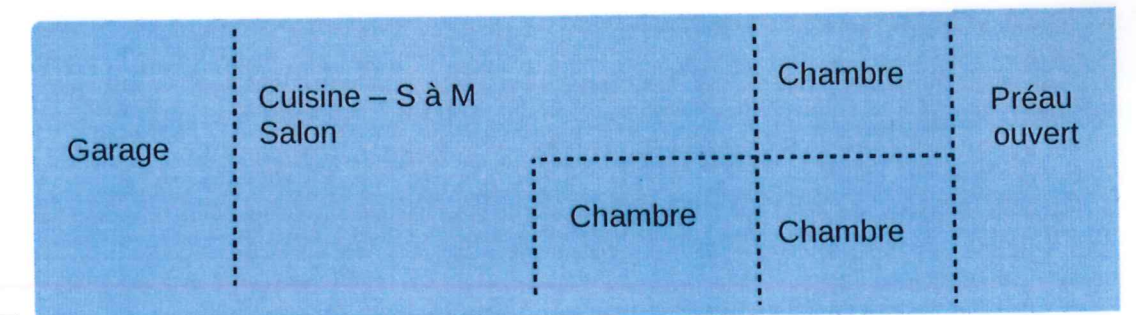 Garage
Cuisine – S à M
Salon
Chambre
Chambre
Chambre
Préau
ouvert